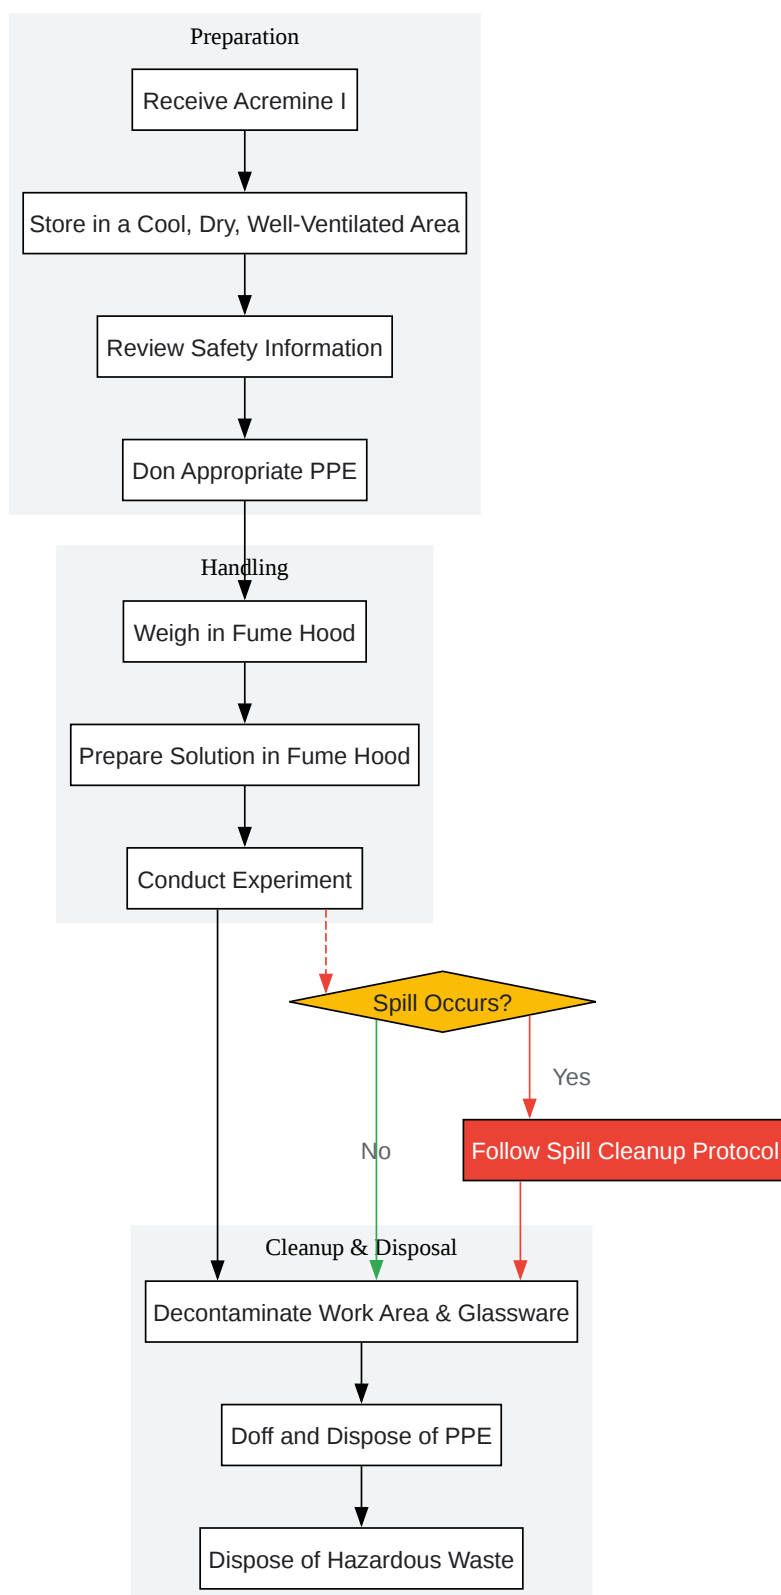 Preparation
Receive Acremine I
Store in a Cool, Dry, Well-Ventilated Area
Review Safety Information
Don Appropriate PPE
Handling
Weigh in Fume Hood
Prepare Solution in Fume Hood
Conduct Experiment
Spill Occurs?
Yes
No
Follow Spill Cleanup Protocol
Cleanup & Disposal
Decontaminate Work Area & Glassware
Doff and Dispose of PPE
Dispose of Hazardous Waste